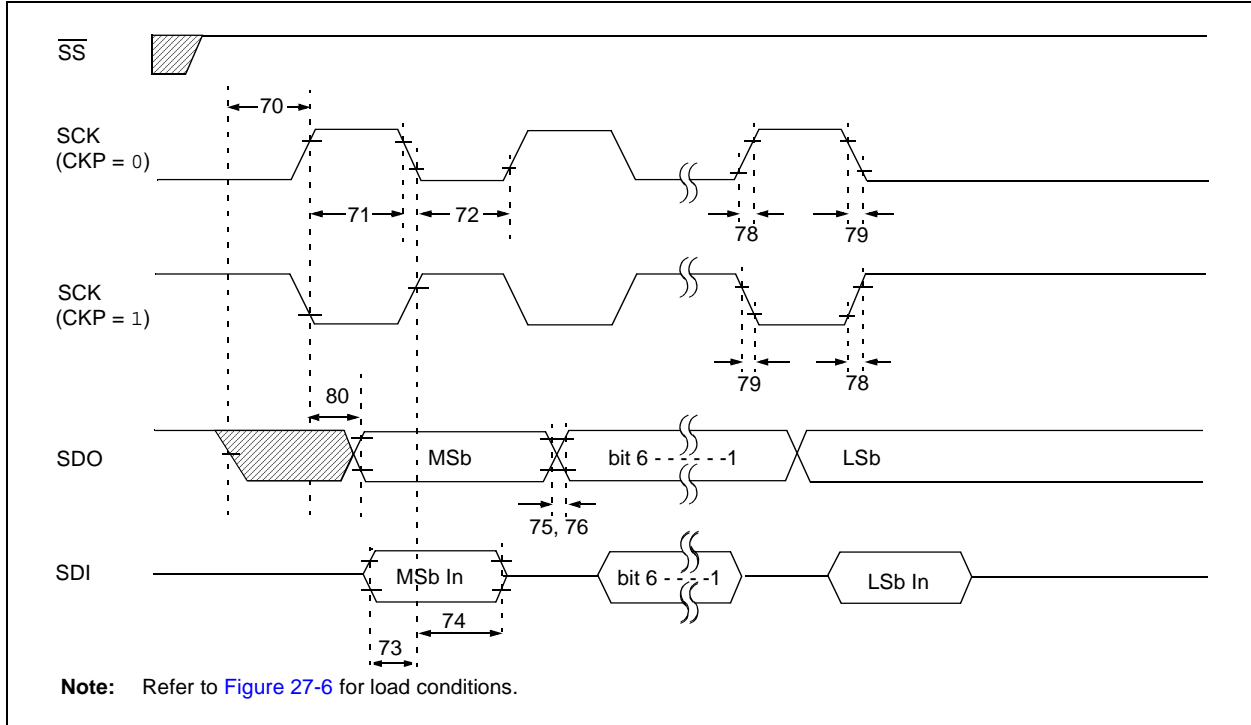 SS
70
SCK
(CKP = 0)
71
72
78
79
SCK
(CKP = 1)
79
78
80
SDO
MSb
bit 6 - - - - - -1
LSb
75, 76
SDI
MSb In
bit 6 - - - - -1
LSb In
74
73
Note: Refer to Figure 27-6 for load conditions.